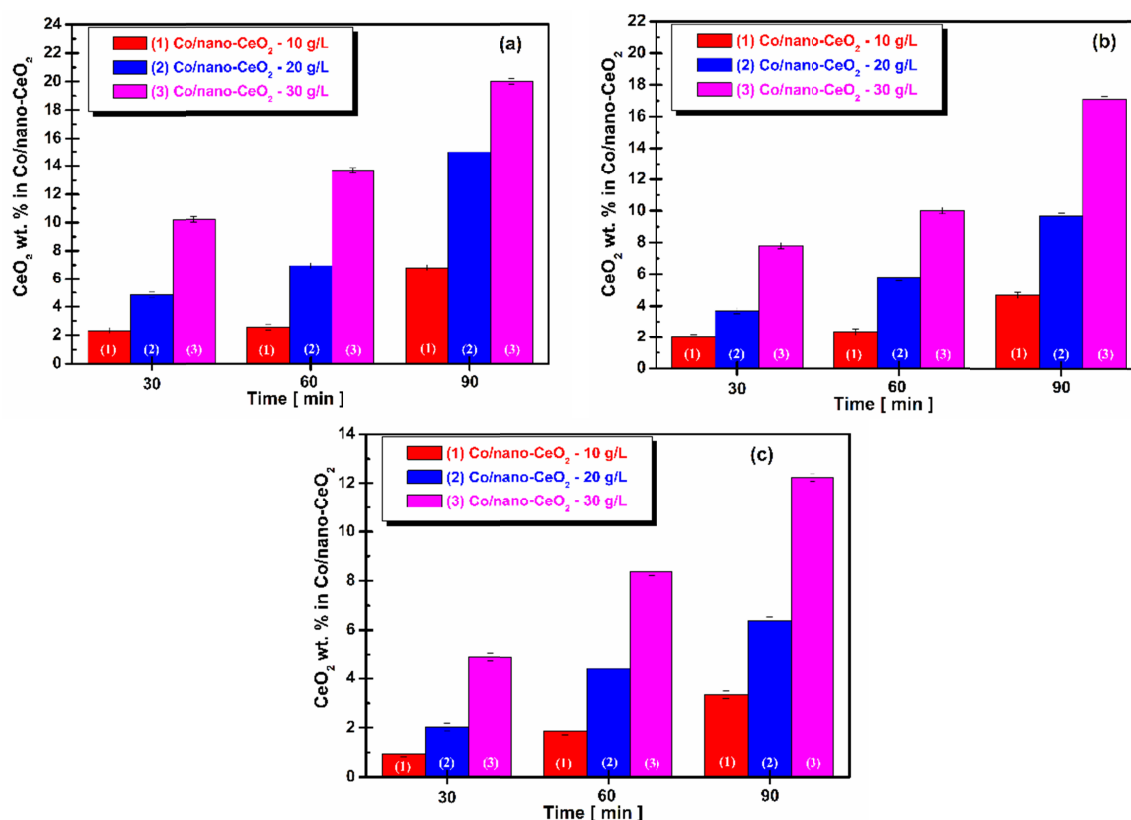 (a)
(1) Co/nano-CeO₂ - 10 g/L
(2) Co/nano-CeO₂ - 20 g/L
(3) Co/nano-CeO₂ - 30 g/L
CeO₂ wt. % in Co/nano-CeO₂
24
22
20
18
16
14
12
10
8
6
4
2
0
(1) (2) (3) (1) (2) (3) (1) (2) (3)
30 60 90
Time [ min ]
(b)
(1) Co/nano-CeO₂ - 10 g/L
(2) Co/nano-CeO₂ - 20 g/L
(3) Co/nano-CeO₂ - 30 g/L
CeO₂ wt. % in Co/nano-CeO₂
22
20
18
16
14
12
10
8
6
4
2
0
(1) (2) (3) (1) (2) (3) (1) (2) (3)
30 60 90
Time [ min ]
(c)
(1) Co/nano-CeO₂ - 10 g/L
(2) Co/nano-CeO₂ - 20 g/L
(3) Co/nano-CeO₂ - 30 g/L
CeO₂ wt. % in Co/nano-CeO₂
14
12
10
8
6
4
2
0
(1) (2) (3) (1) (2) (3) (1) (2) (3)
30 60 90
Time [ min ]